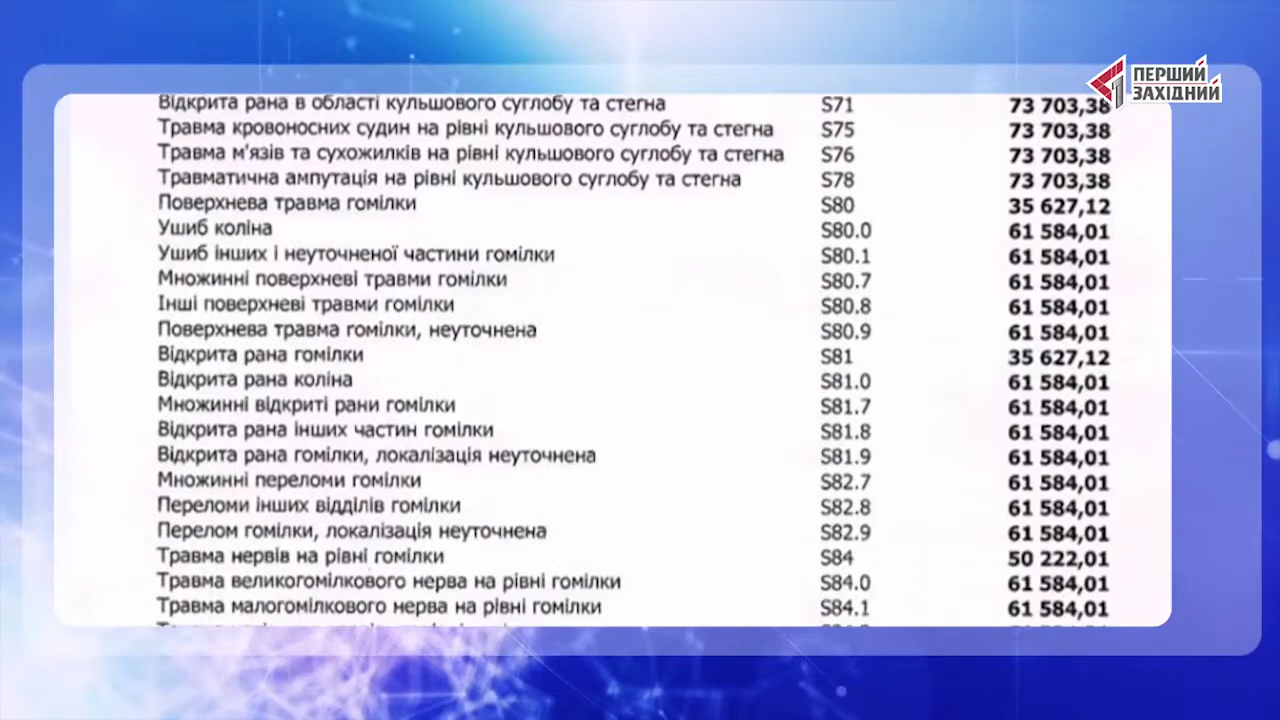 ПЕРШИЙ
ЗАХІДНИЙ
Відкрита рана в області кульшового суглобу та стегна S71 73 703,38
Травма кровоносних судин на рівні кульшового суглобу та стегна S75 73 703,38
Травма м'язів та сухожилків на рівні кульшового суглобу та стегна S76 73 703,38
Травматична ампутація на рівні кульшового суглобу та стегна S78 73 703,38
Поверхнева травма гомілки S80 35 627,12
Ушиб коліна S80.0 61 584,01
Ушиб інших і неуточненої частини гомілки S80.1 61 584,01
Множинні поверхневі травми гомілки S80.7 61 584,01
Інші поверхневі травми гомілки S80.8 61 584,01
Поверхнева травма гомілки, неуточнена S80.9 61 584,01
Відкрита рана гомілки S81 35 627,12
Відкрита рана коліна S81.0 61 584,01
Множинні відкриті рани гомілки S81.7 61 584,01
Відкрита рана інших частин гомілки S81.8 61 584,01
Відкрита рана гомілки, локалізація неуточнена S81.9 61 584,01
Множинні переломи гомілки S82.7 61 584,01
Переломи інших відділів гомілки S82.8 61 584,01
Перелом гомілки, локалізація неуточнена S82.9 61 584,01
Травма нервів на рівні гомілки S84 50 222,01
Травма великогомілкового нерва на рівні гомілки S84.0 61 584,01
Травма малогомілкового нерва на рівні гомілки S84.1 61 584,01